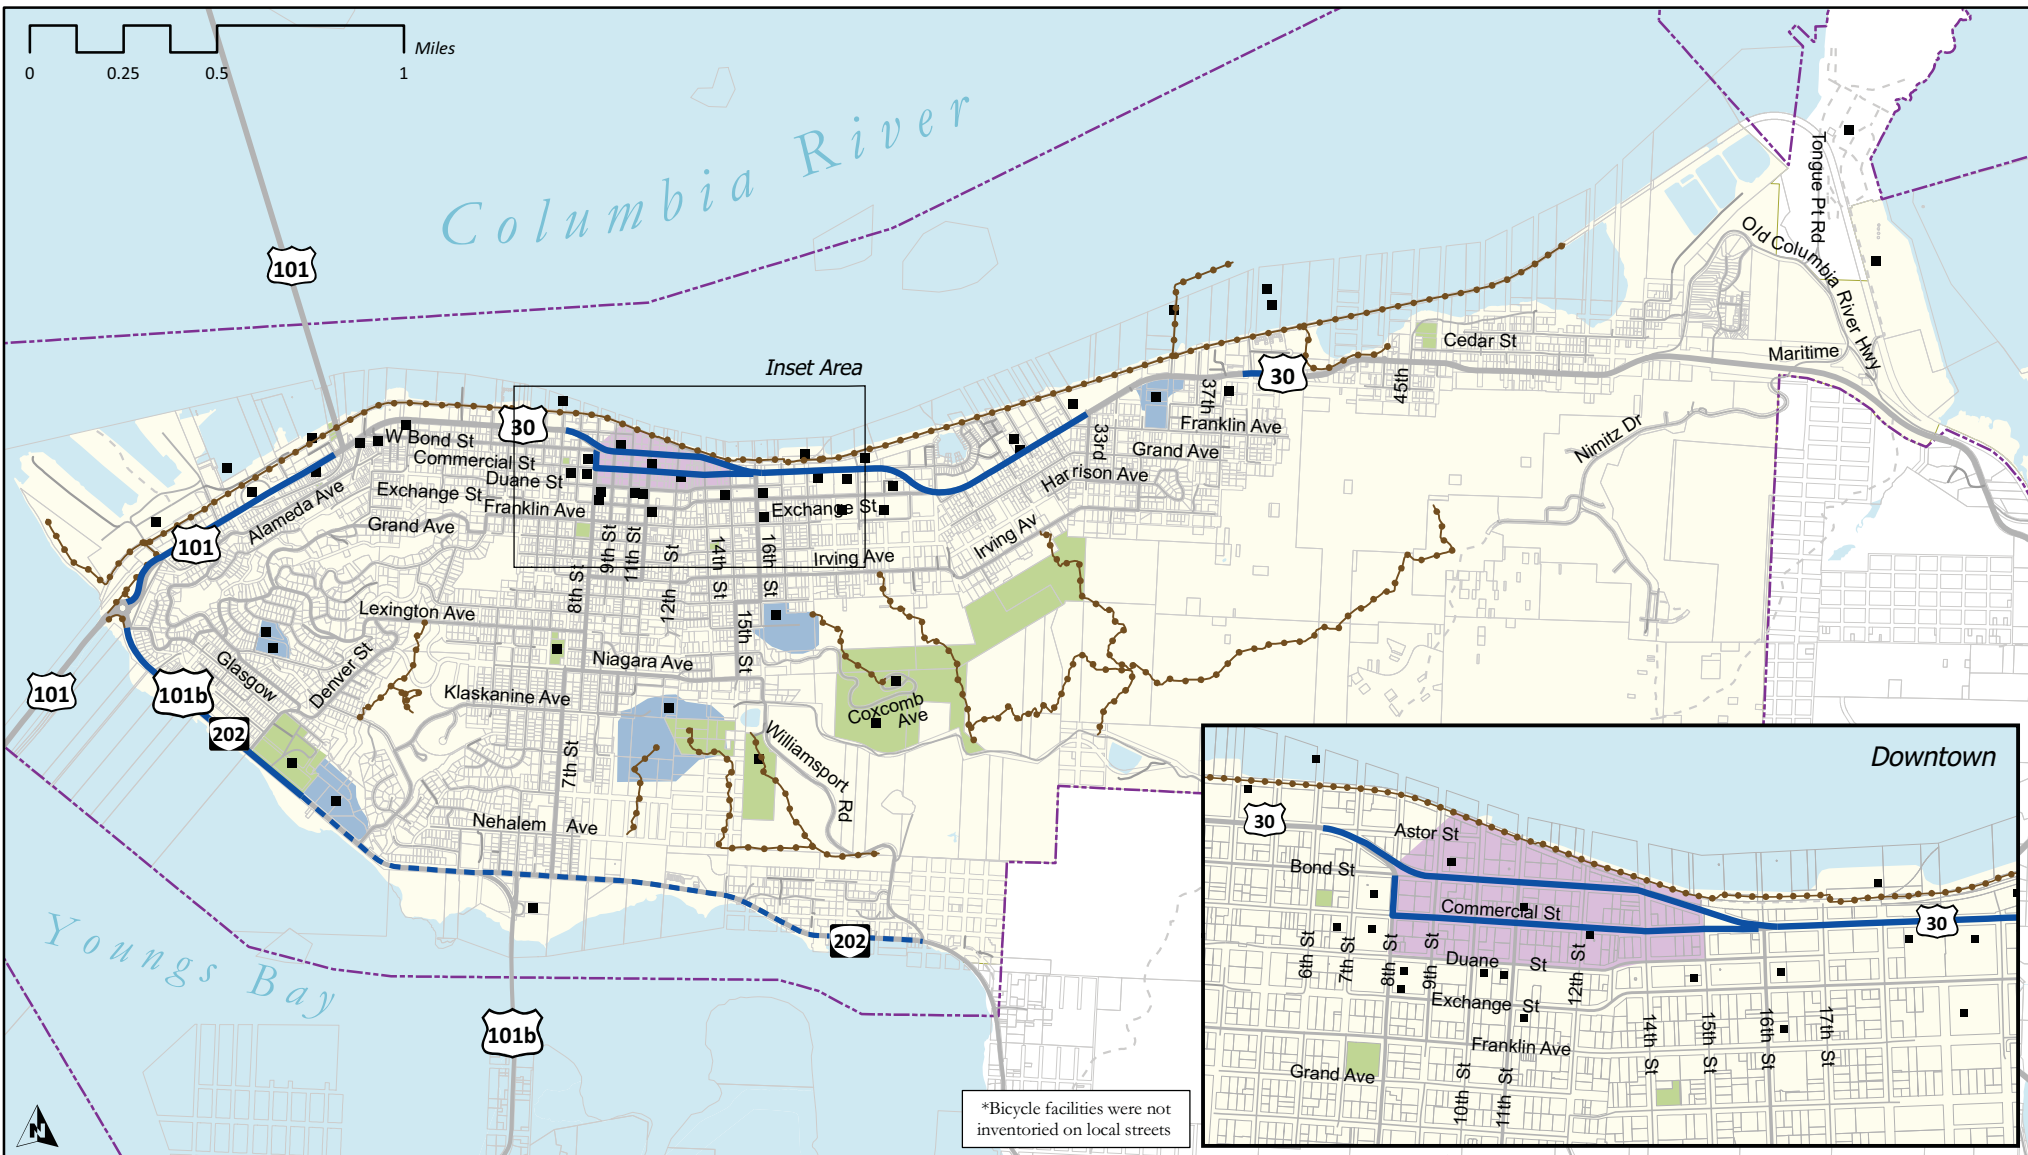 Miles
0
0.25
0.5
1
Columbia River
101
Inset Area
30
W Bond St
Commercial St
Duane St
Exchange St
Franklin Ave
Grand Ave
Alameda Ave
101
Exchange St
Irving Ave
Irving Av
Harrison Ave
Grand Ave
Franklin Ave
33rd
37th
30
45th
Cedar St
Maritime
Old Columbia River Hwy
Tongue Pt Rd
Nimitz Dr
8th St
9th St
11th St
12th St
14th St
15th St
16th St
Lexington Ave
Niagara Ave
Klaskanine Ave
Glasgow
Denver St
101
101b
202
7th St
Nehalem Ave
Williamsport Rd
Coxcomb Ave
202
101b
Youngs Bay
N
*Bicycle facilities were not
inventoried on local streets
Downtown
30
Astor St
Bond St
Commercial St
30
6th St
7th St
8th St
9th St
Duane St
12th St
Exchange St
Franklin Ave
Grand Ave
10th St
11th St
14th St
15th St
16th St
17th St